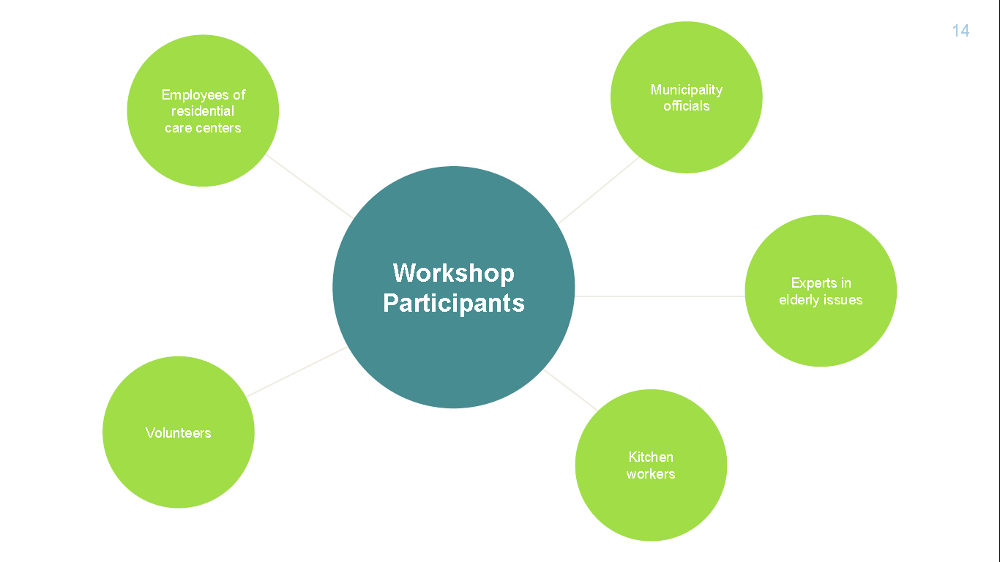 14
Employees of
residential
care centers
Municipality
officials
Workshop
Participants
Experts in
elderly issues
Volunteers
Kitchen
workers